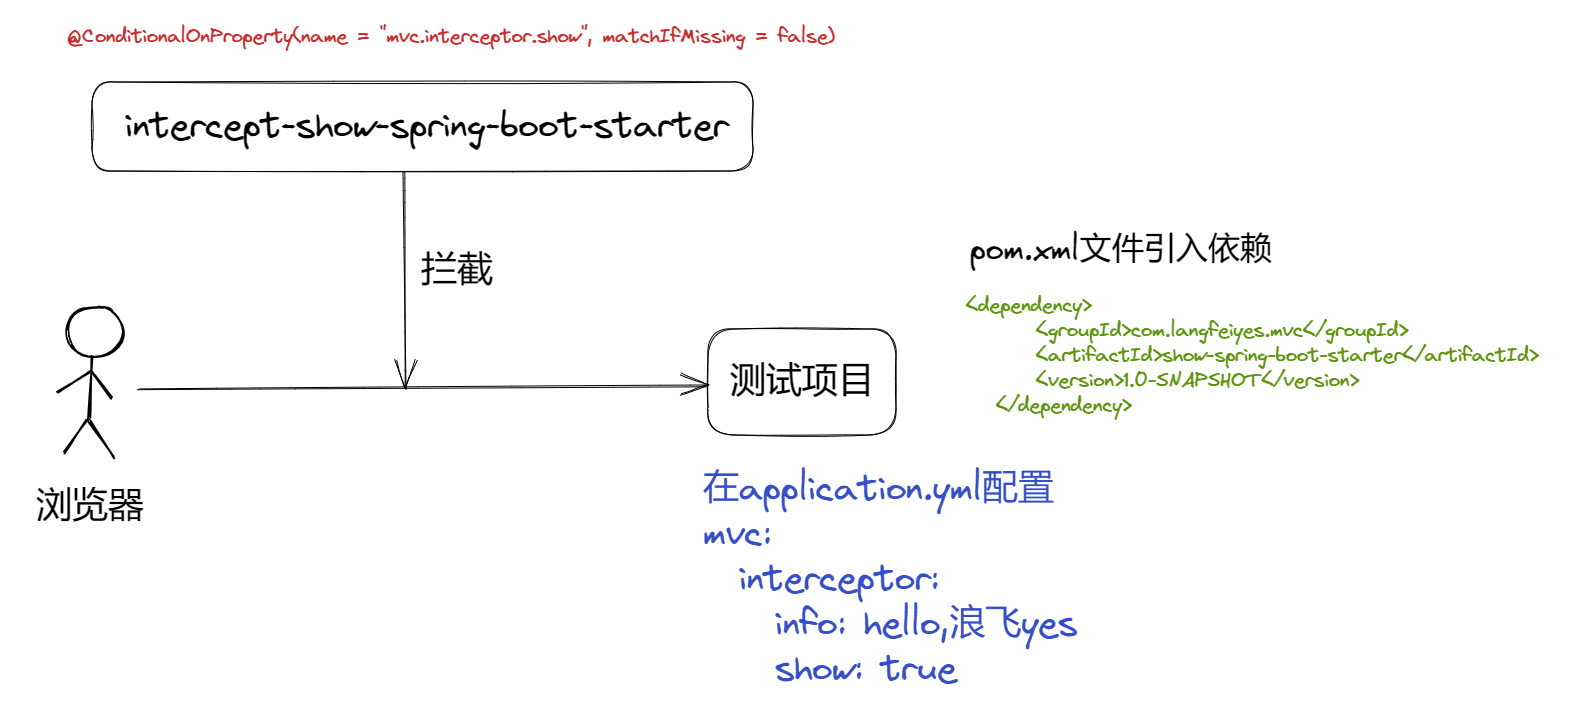 @ConditionalOnProperty(name = "mvc.interceptor.show", matchIfMissing = false)
intercept-show-spring-boot-starter
拦截
浏览器
测试项目
pom.xml文件引入依赖
<dependency>
<groupId>com.langfeiyes.mvc</groupId>
<artifactId>show-spring-boot-starter</artifactId>
<version>1.0-SNAPSHOT</version>
</dependency>
在application.yml配置
mvc:
interceptor:
info: hello,浪飞yes
show: true